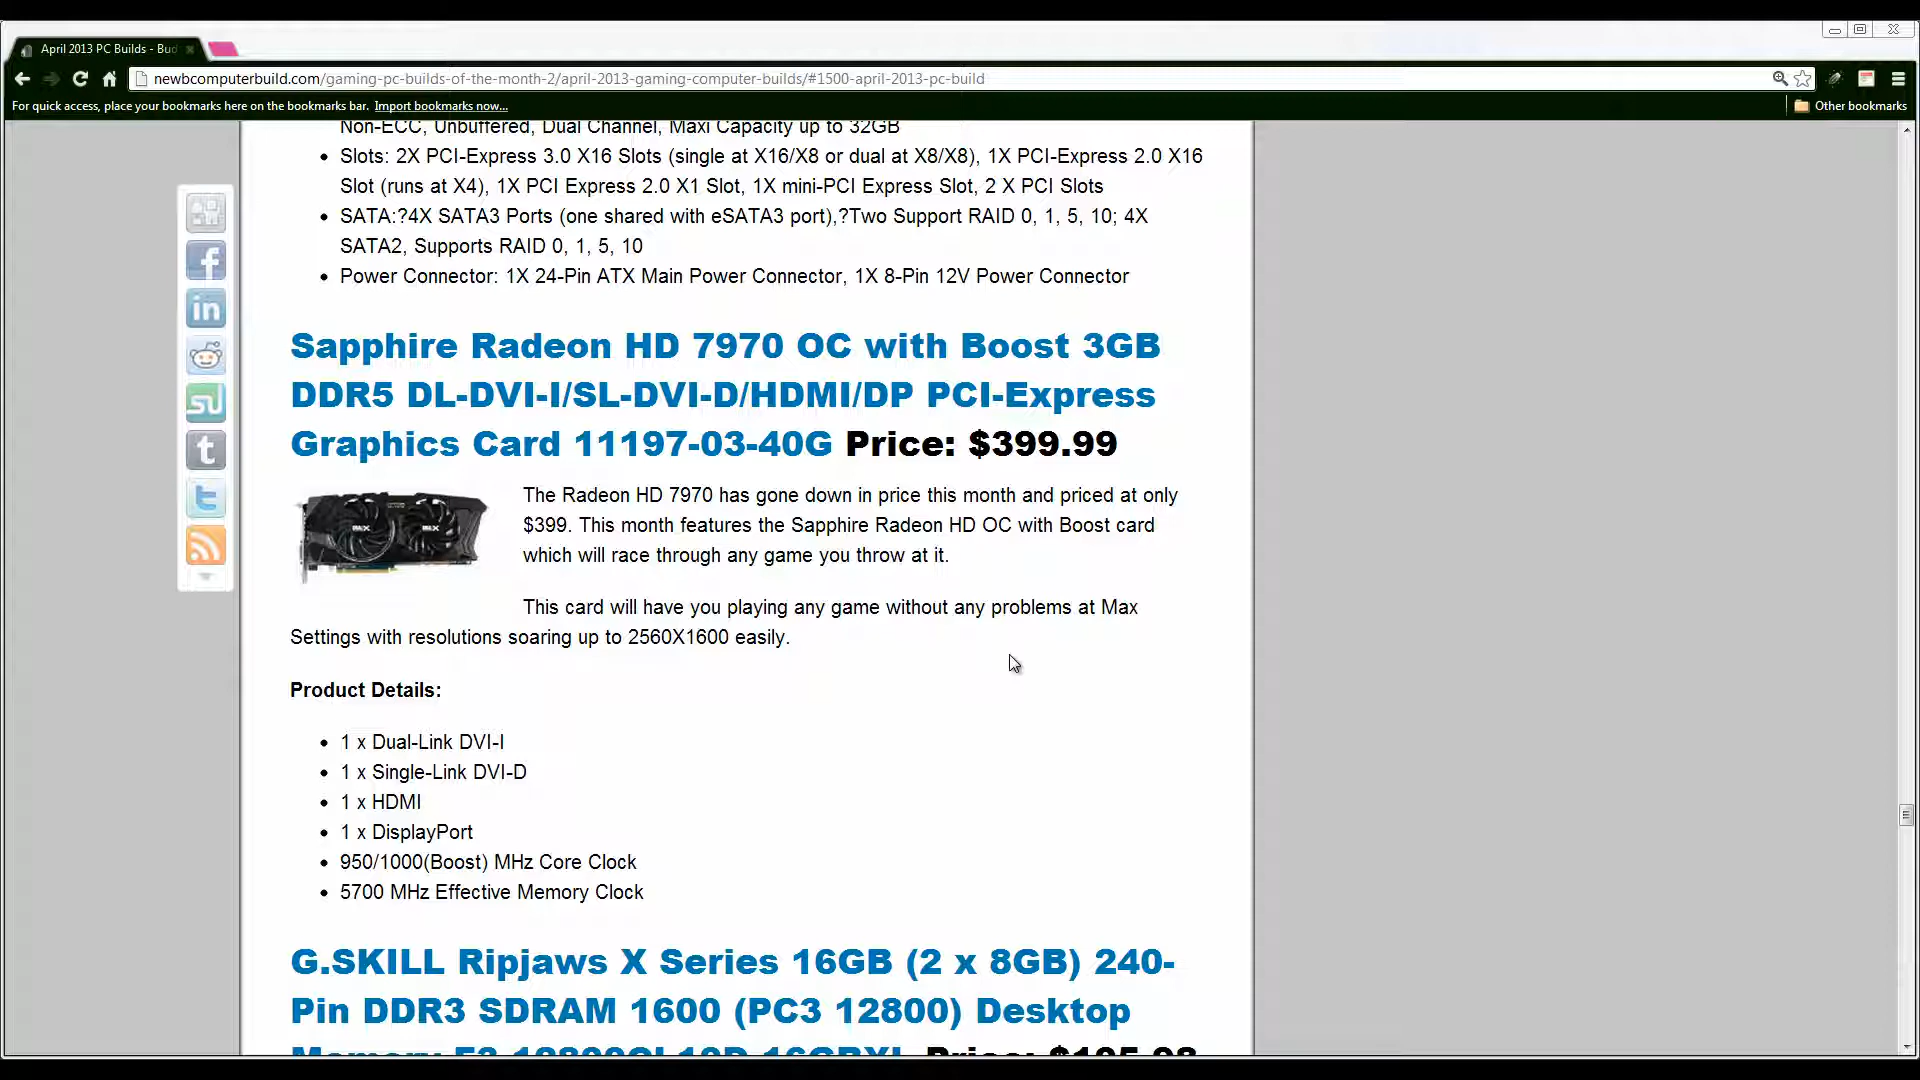 April 2013 PC Builds - Bud
newbcomputerbuild.com/gaming-pc-builds-of-the-month-2/april-2013-gaming-computer-builds/#1500-april-2013-pc-build
For quick access, place your bookmarks here on the bookmarks bar. Import bookmarks now...
Other bookmarks
Non-ECC, Unbuffered, Dual Channel, Maxi Capacity up to 32GB
• Slots: 2X PCI-Express 3.0 X16 Slots (single at X16/X8 or dual at X8/X8), 1X PCI-Express 2.0 X16
Slot (runs at X4), 1X PCI Express 2.0 X1 Slot, 1X mini-PCI Express Slot, 2 X PCI Slots
• SATA:?4X SATA3 Ports (one shared with eSATA3 port),?Two Support RAID 0, 1, 5, 10; 4X
SATA2, Supports RAID 0, 1, 5, 10
• Power Connector: 1X 24-Pin ATX Main Power Connector, 1X 8-Pin 12V Power Connector
Sapphire Radeon HD 7970 OC with Boost 3GB
DDR5 DL-DVI-I/SL-DVI-D/HDMI/DP PCI-Express
Graphics Card 11197-03-40G Price: $399.99
The Radeon HD 7970 has gone down in price this month and priced at only
$399. This month features the Sapphire Radeon HD OC with Boost card
which will race through any game you throw at it.
This card will have you playing any game without any problems at Max
Settings with resolutions soaring up to 2560X1600 easily.
Product Details:
• 1 x Dual-Link DVI-I
• 1 x Single-Link DVI-D
• 1 x HDMI
• 1 x DisplayPort
• 950/1000(Boost) MHz Core Clock
• 5700 MHz Effective Memory Clock
G.SKILL Ripjaws X Series 16GB (2 x 8GB) 240-
Pin DDR3 SDRAM 1600 (PC3 12800) Desktop
Memory F3-12800CL10D-16GBXL Price: